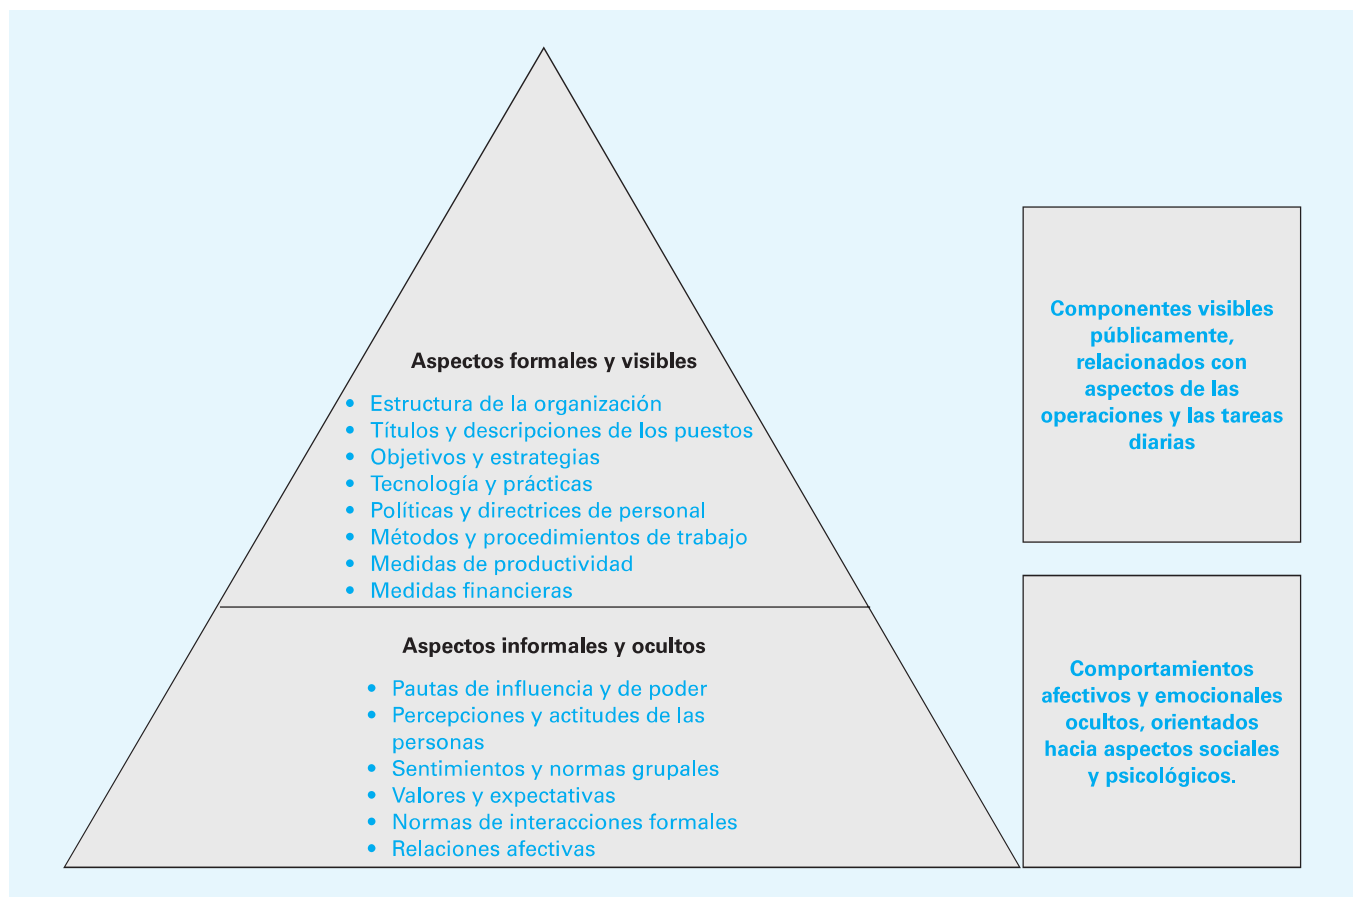 Aspectos formales y visibles
• Estructura de la organización
• Títulos y descripciones de los puestos
• Objetivos y estrategias
• Tecnología y prácticas
• Políticas y directrices de personal
• Métodos y procedimientos de trabajo
• Medidas de productividad
• Medidas financieras
Aspectos informales y ocultos
• Pautas de influencia y de poder
• Percepciones y actitudes de las
personas
• Sentimientos y normas grupales
• Valores y expectativas
• Normas de interacciones formales
• Relaciones afectivas
Componentes visibles
públicamente,
relacionados con
aspectos de las
operaciones y las tareas
diarias
Comportamientos
afectivos y emocionales
ocultos, orientados
hacia aspectos sociales
y psicológicos.